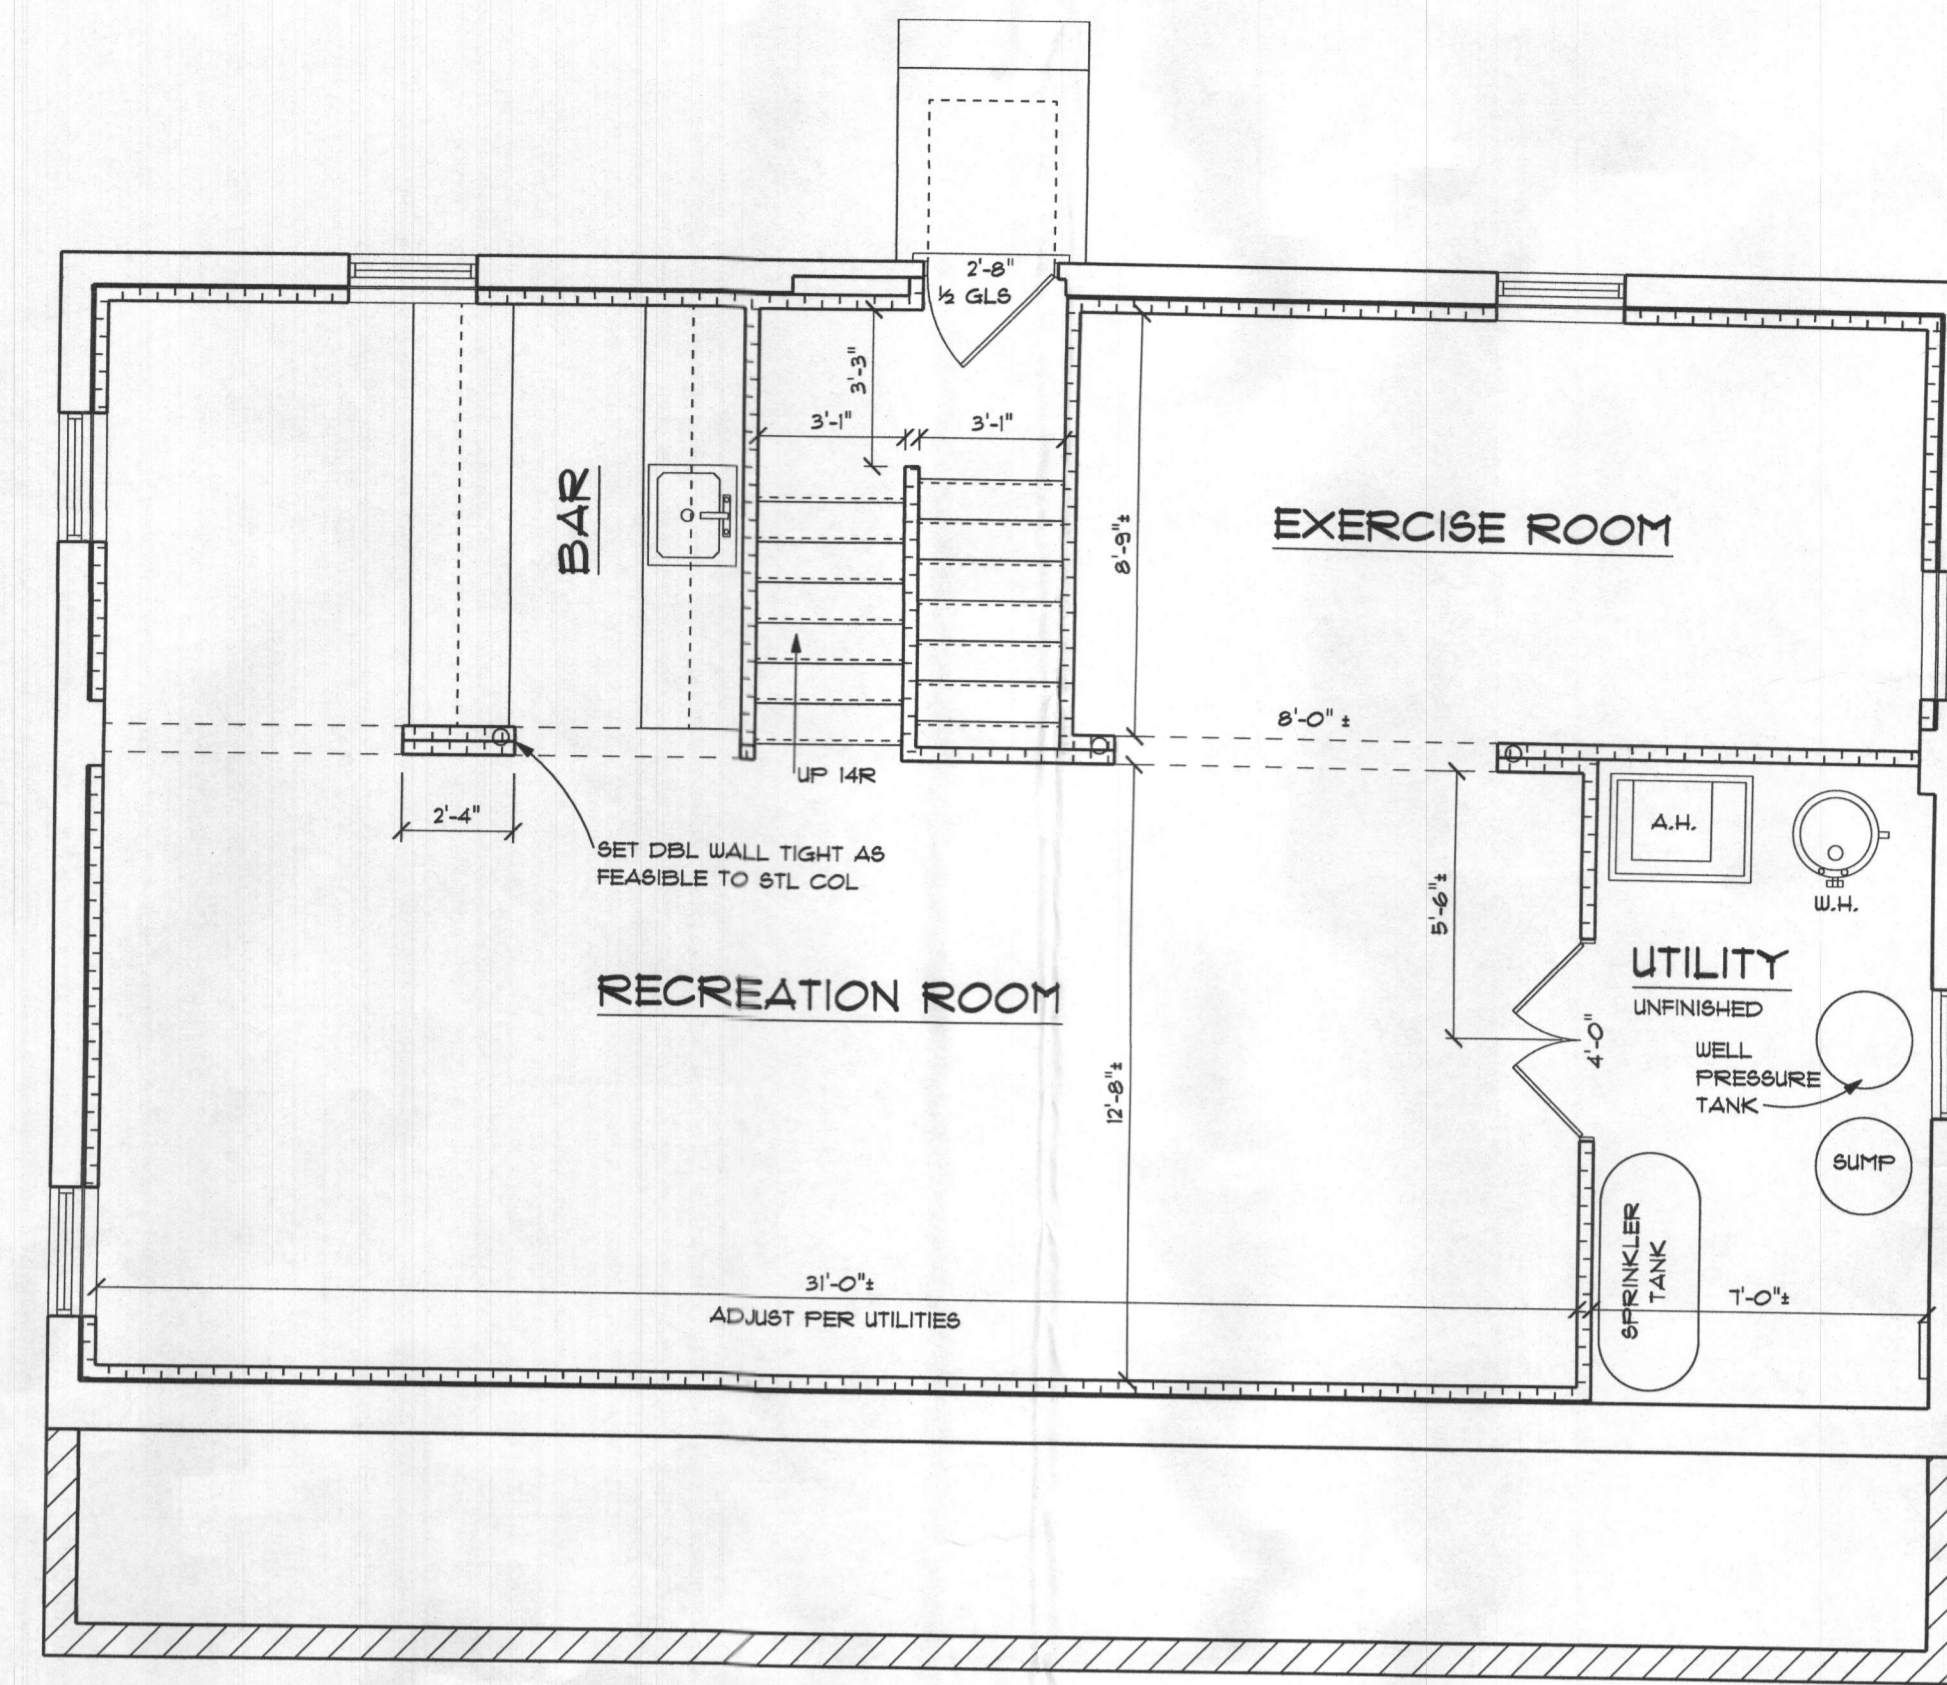 2'-8"
½ GLS
3'-3"
3'-1"
3'-1"
BAR
8'-9"±
EXERCISE ROOM
8'-0" ±
UP 14R
2'-4"
SET DBL WALL TIGHT AS
FEASIBLE TO STL COL
A.H.
W.H.
5'-6"±
UTILITY
UNFINISHED
RECREATION ROOM
4'-0"
WELL
PRESSURE
TANK
12'-8"±
SUMP
SPRINKLER
TANK
31'-0"±
ADJUST PER UTILITIES
7'-0"±